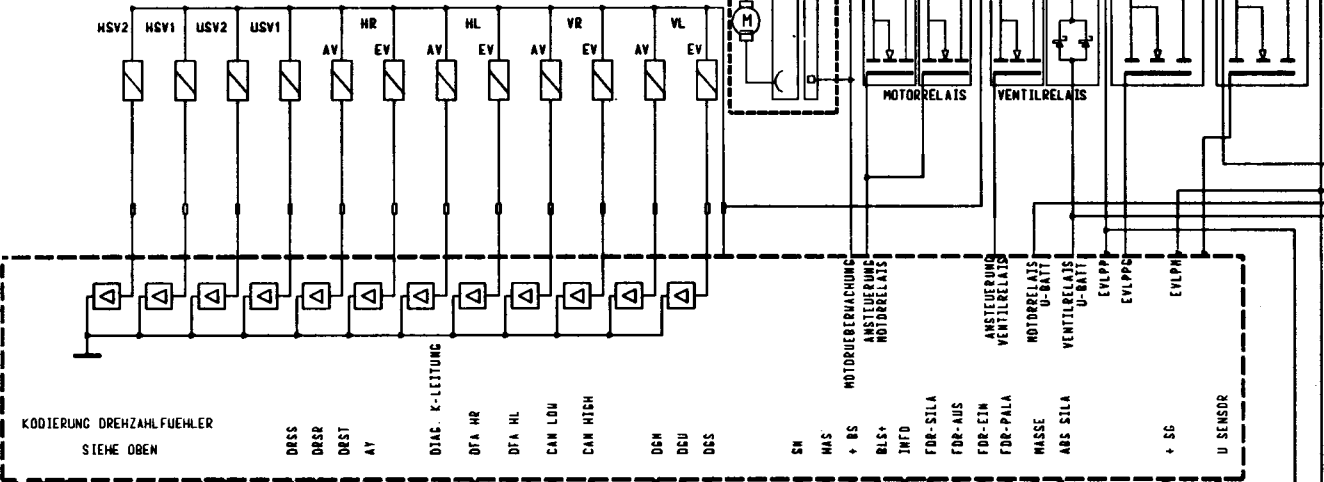 HSV2 HSV1 USV2 USV1 HR HL VR VL
AV EV AV EV AV EV AV EV
M
MOTORRELAIS VENTILRELAIS
MOTORUEBERWACHUNG
ANSTEUERUNG
MOTORRELAIS
ANSTEUERUNG
VENTILRELAIS
MOTORRELAIS
U-BATT
VENTILRELAIS
U-BATT
EVLPP
EVLPPG
EVLPM
KODIERUNG DREHZAHLFUEHLER
SIEHE OBEN
DRSS
DRSR
DRST
AY
DIAG. K-LEITUNG
DFA HR
DFA HL
CAN LOW
CAN HIGH
DGM
DGU
DGS
SM
MAS
+ BS
BLS+
INFO
FDR-SILA
FDR-AUS
FDR-EIN
FDR-PALA
MASSE
ABS SILA
+ SG
U SENSOR